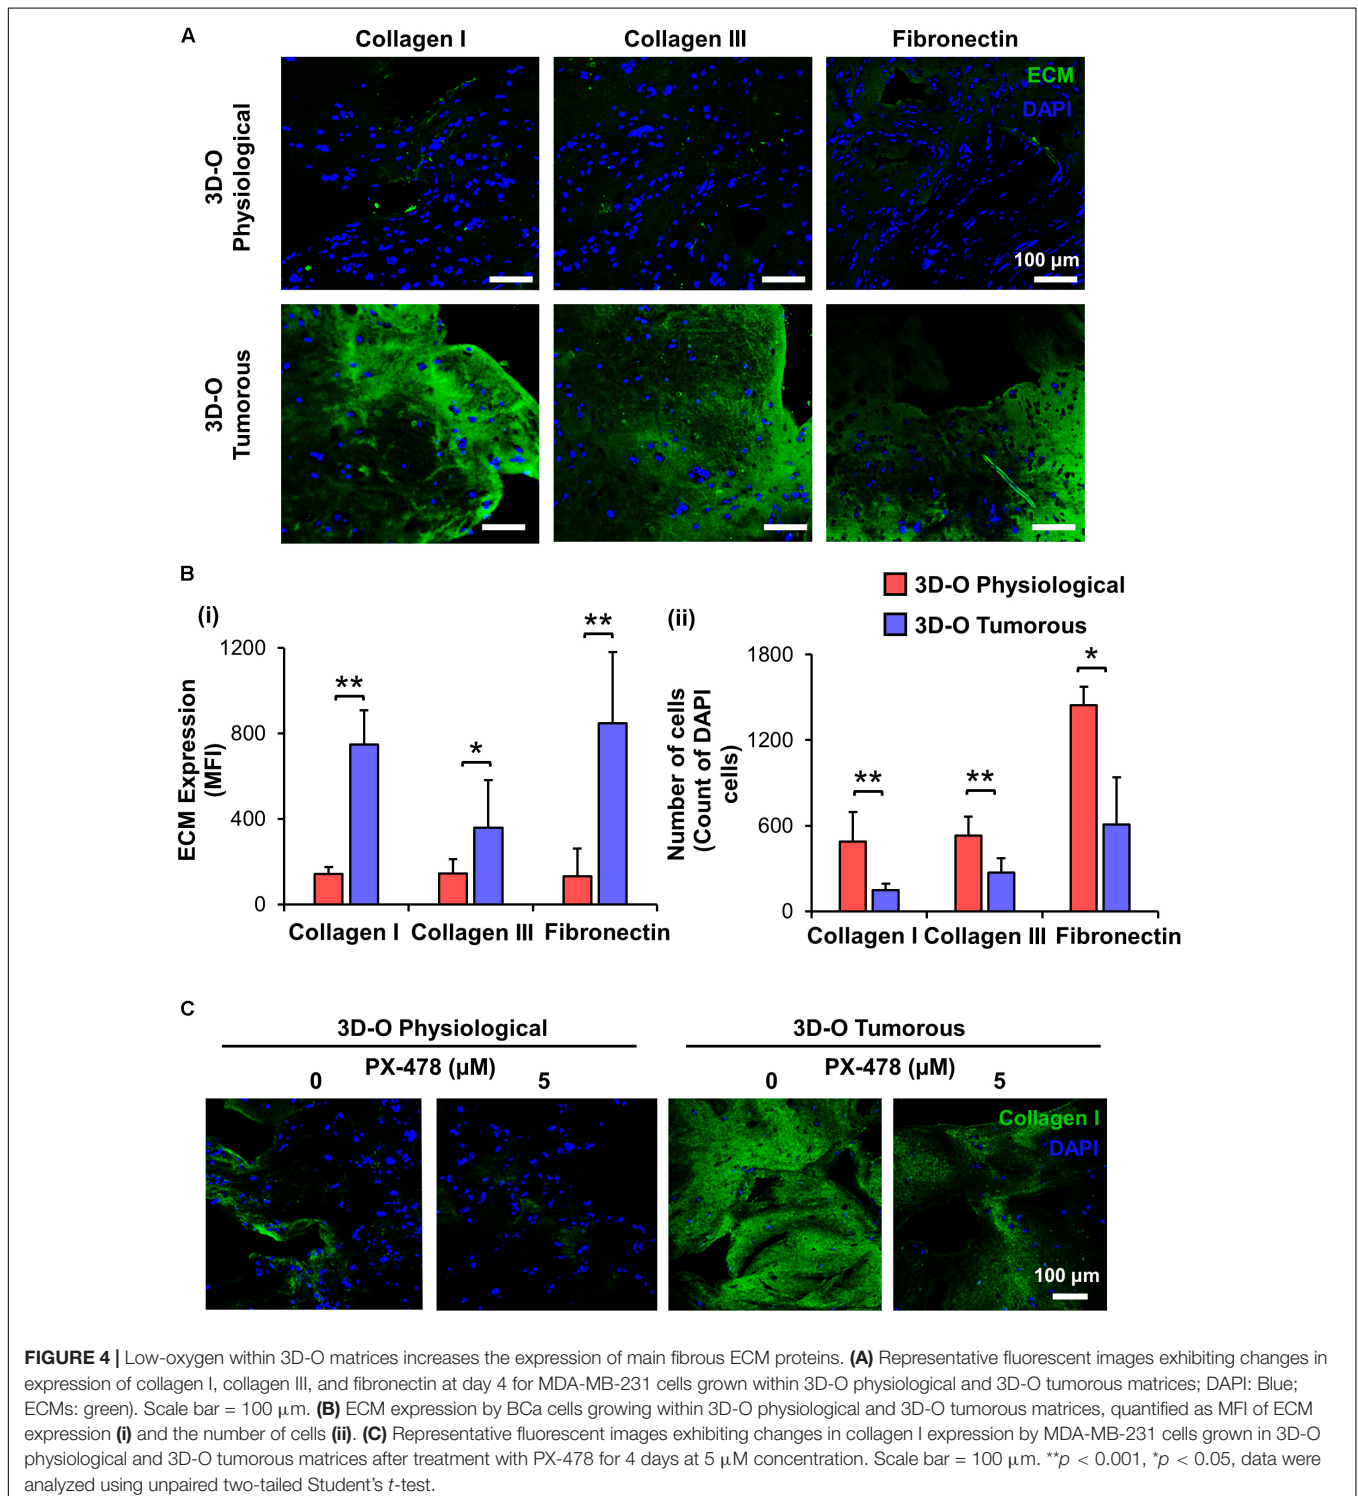 A
Collagen I
Collagen III
Fibronectin
3D-O
Physiological
ECM
DAPI
100 µm
3D-O
Tumorous
B
3D-O Physiological
3D-O Tumorous
(i)
ECM Expression
(MFI)
1200
800
400
0
**
*
**
Collagen I Collagen III Fibronectin
(ii)
Number of cells
(Count of DAPI
cells)
1800
1200
600
0
**
**
*
Collagen I Collagen III Fibronectin
C
3D-O Physiological
PX-478 (µM)
0
5
3D-O Tumorous
PX-478 (µM)
0
5
Collagen I
DAPI
100 µm
FIGURE 4 | Low-oxygen within 3D-O matrices increases the expression of main fibrous ECM proteins. (A) Representative fluorescent images exhibiting changes in
expression of collagen I, collagen III, and fibronectin at day 4 for MDA-MB-231 cells grown within 3D-O physiological and 3D-O tumorous matrices; DAPI: Blue;
ECMs: green). Scale bar = 100 µm. (B) ECM expression by BCa cells growing within 3D-O physiological and 3D-O tumorous matrices, quantified as MFI of ECM
expression (i) and the number of cells (ii). (C) Representative fluorescent images exhibiting changes in collagen I expression by MDA-MB-231 cells grown in 3D-O
physiological and 3D-O tumorous matrices after treatment with PX-478 for 4 days at 5 µM concentration. Scale bar = 100 µm. **p < 0.001, *p < 0.05, data were
analyzed using unpaired two-tailed Student's t-test.